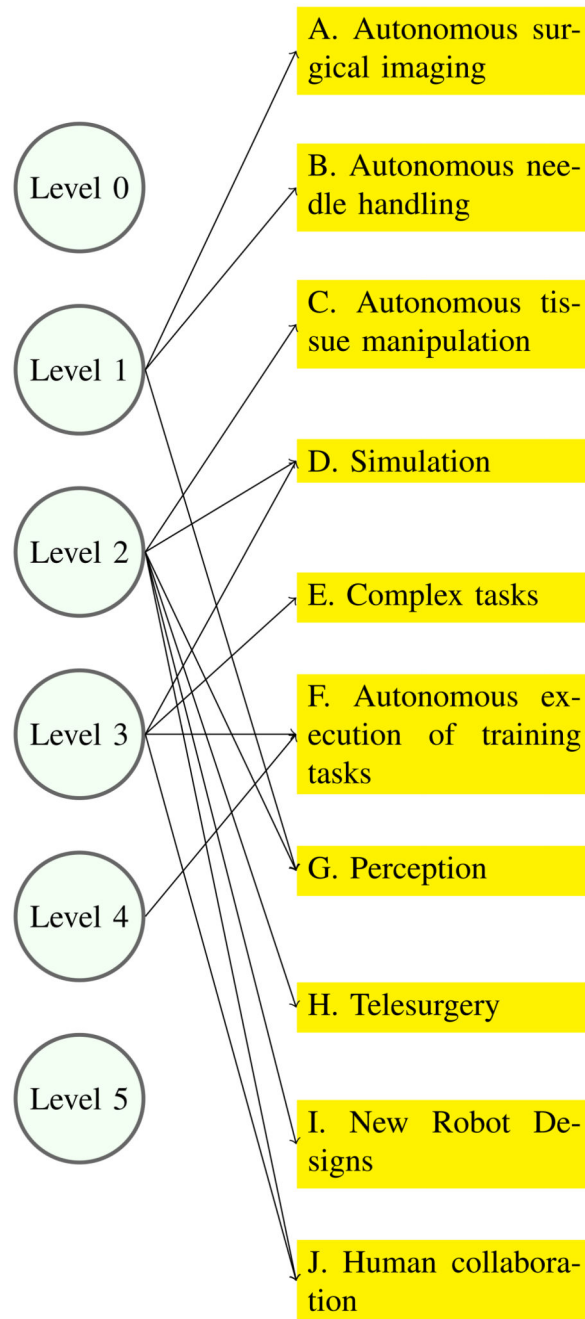 A. Autonomous sur-
gical imaging
Level 0
B. Autonomous nee-
dle handling
Level 1
C. Autonomous tis-
sue manipulation
Level 2
D. Simulation
E. Complex tasks
Level 3
F. Autonomous ex-
ecution of training
tasks
Level 4
G. Perception
H. Telesurgery
Level 5
I. New Robot De-
signs
J. Human collabora-
tion